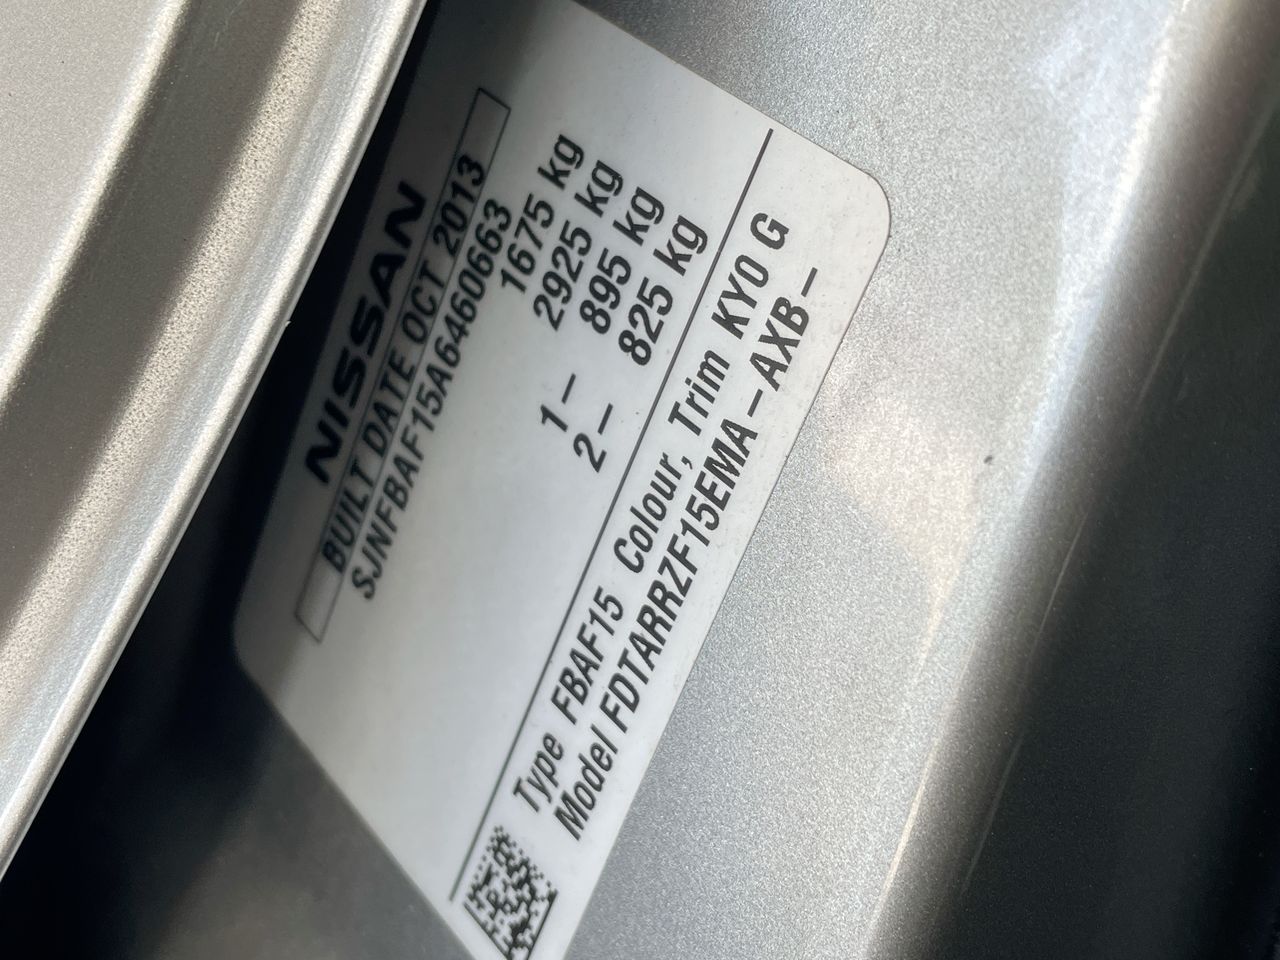 NISSAN
BUILT DATE OCT 2013
SJNFBAF15A6460663
1675 kg
2925 kg
1– 895 kg
2– 825 kg
Type FBAF15 Colour, Trim KY0 G
Model FDTARRZF15EMA–AXB–